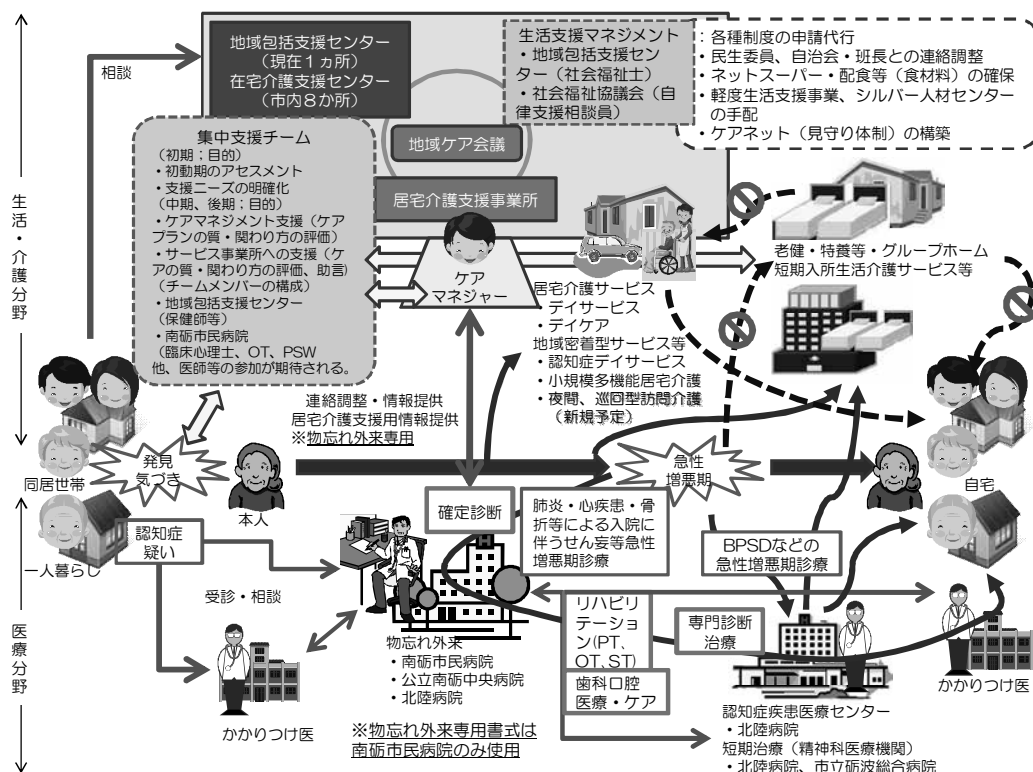 生活・介護分野
医療分野
相談
地域包括支援センター
（現在１ヵ所）
在宅介護支援センター
（市内８か所）
生活支援マネジメント
・地域包括支援セン
ター（社会福祉士）
・社会福祉協議会（自
律支援相談員）
：各種制度の申請代行
・民生委員、自治会・班長との連絡調整
・ネットスーパー・配食等（食材料）の確保
・軽度生活支援事業、シルバー人材センター
の手配
・ケアネット（見守り体制）の構築
地域ケア会議
居宅介護支援事業所
集中支援チーム
（初期；目的）
・初動期のアセスメント
・支援ニーズの明確化
（中期、後期；目的）
・ケアマネジメント支援（ケア
プランの質・関わり方の評価）
・サービス事業所への支援（ケ
アの質・関わり方の評価、助言）
（チームメンバーの構成）
・地域包括支援センター
（保健師等）
・南砺市民病院
（臨床心理士、OT、PSW
他、医師等の参加が期待される。
ケア
マネジャー
老健・特養等・グループホーム
短期入所生活介護サービス等
居宅介護サービス
・デイサービス
・デイケア
地域密着型サービス等
・認知症デイサービス
・小規模多機能居宅介護
・夜間、巡回型訪問介護
（新規予定）
連絡調整・情報提供
居宅介護支援用情報提供
※物忘れ外来専用
同居世帯
発見
気づき
本人
急性
増悪期
自宅
一人暮らし
認知症
疑い
確定診断
肺炎・心疾患・骨
折等による入院に
伴うせん妄等急性
増悪期診療
BPSDなどの
急性増悪期診療
受診・相談
かかりつけ医
物忘れ外来
・南砺市民病院
・公立南砺中央病院
・北陸病院
※物忘れ外来専用書式は
南砺市民病院のみ使用
リハビリ
テーショ
ン(PT、
OT、ST)
歯科口腔
医療・ケア
専門診断
治療
かかりつけ医
認知症疾患医療センター
・北陸病院
短期治療（精神科医療機関）
・北陸病院、市立砺波総合病院